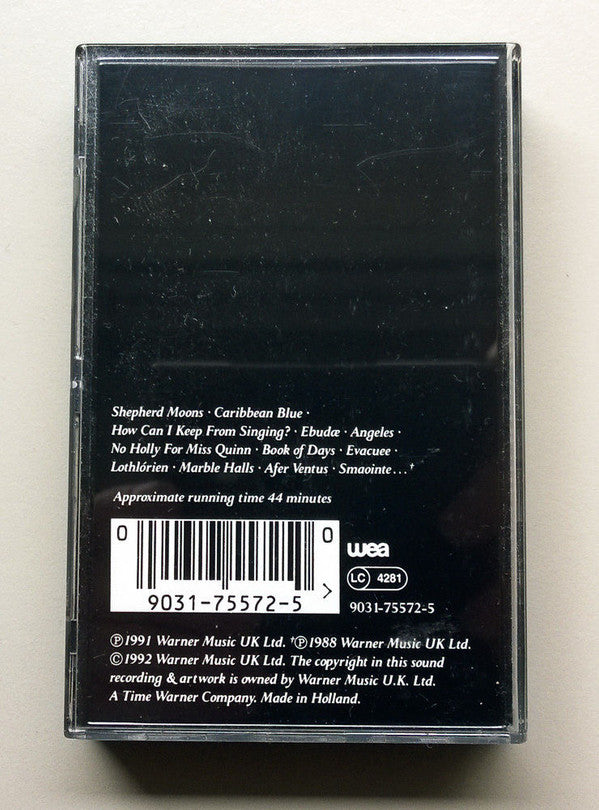 Shepherd Moons · Caribbean Blue ·
How Can I Keep From Singing? · Ebudæ · Angeles ·
No Holly For Miss Quinn · Book of Days · Evacuee ·
Lothlórien · Marble Halls · Afer Ventus · Smaointe...†
Approximate running time 44 minutes
0 0
9031-75572-5 >
wea
LC 4281
9031-75572-5
℗1991 Warner Music UK Ltd. †℗1988 Warner Music UK Ltd.
©1992 Warner Music UK Ltd. The copyright in this sound
recording & artwork is owned by Warner Music U.K. Ltd.
A Time Warner Company. Made in Holland.